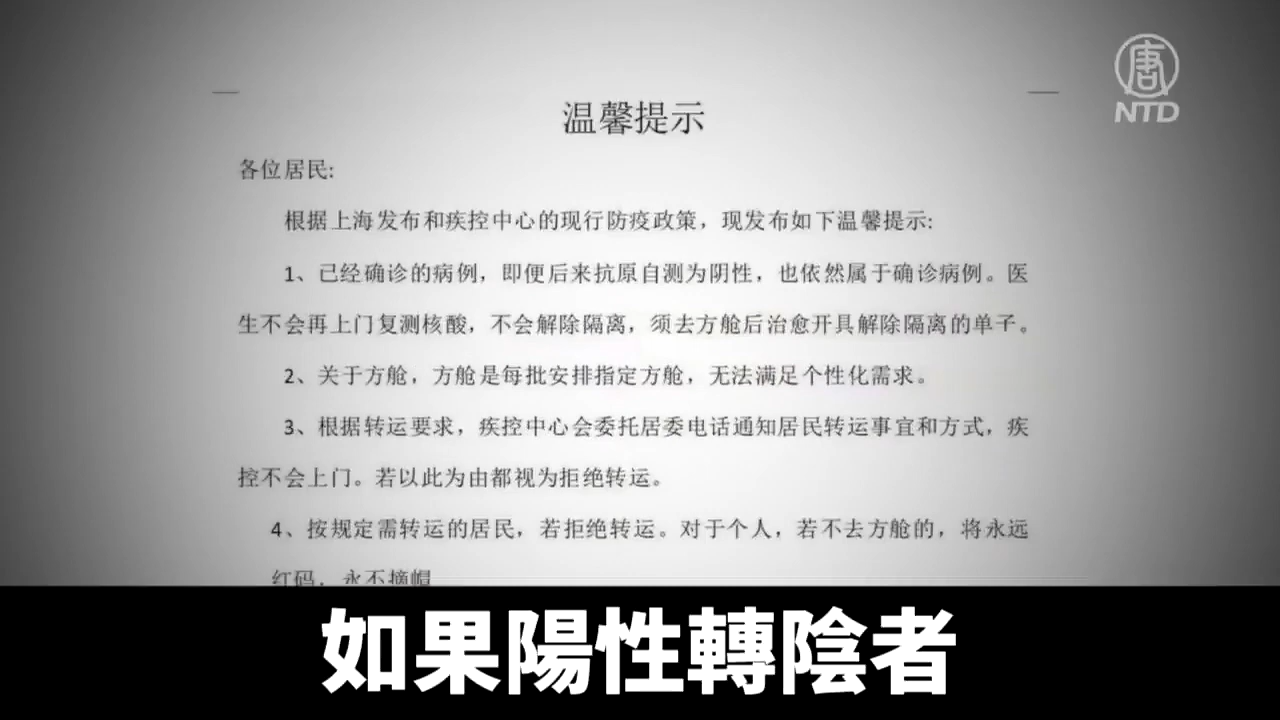 唐
NTD
温馨提示
各位居民:
根据上海发布和疾控中心的现行防疫政策，现发布如下温馨提示:
1、已经确诊的病例，即便后来抗原自测为阴性，也依然属于确诊病例。医
生不会再上门复测核酸，不会解除隔离，须去方舱后治愈开具解除隔离的单子。
2、关于方舱，方舱是每批安排指定方舱，无法满足个性化需求。
3、根据转运要求，疾控中心会委托居委电话通知居民转运事宜和方式，疾
控不会上门。若以此为由都视为拒绝转运。
4、按规定需转运的居民，若拒绝转运。对于个人，若不去方舱的，将永远
红码，永不摘帽
如果陽性轉陰者